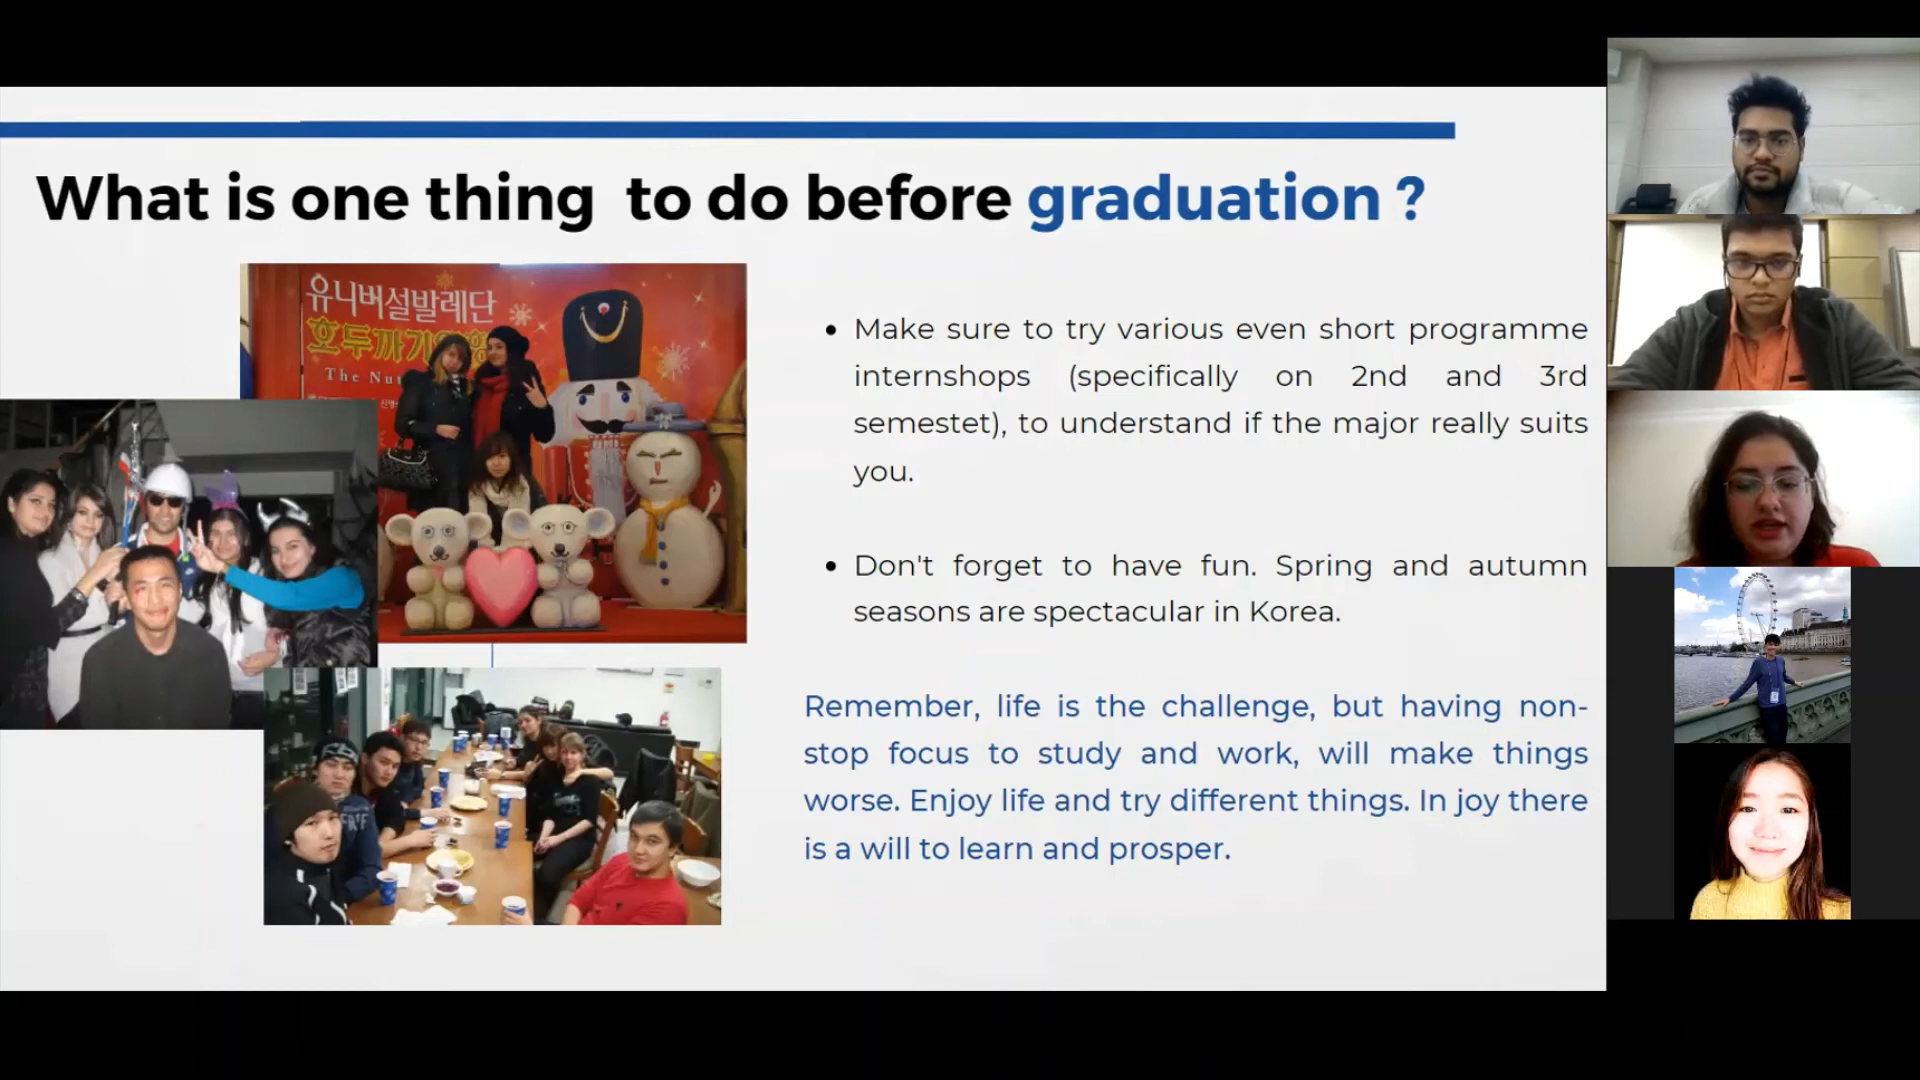 What is one thing to do before graduation ?
유니버설발레단
호두까기
The Nu
Make sure to try various even short programme
internshops (specifically on 2nd and 3rd
semestet), to understand if the major really suits
you.
Don't forget to have fun. Spring and autumn
seasons are spectacular in Korea.
Remember, life is the challenge, but having non-
stop focus to study and work, will make things
worse. Enjoy life and try different things. In joy there
is a will to learn and prosper.